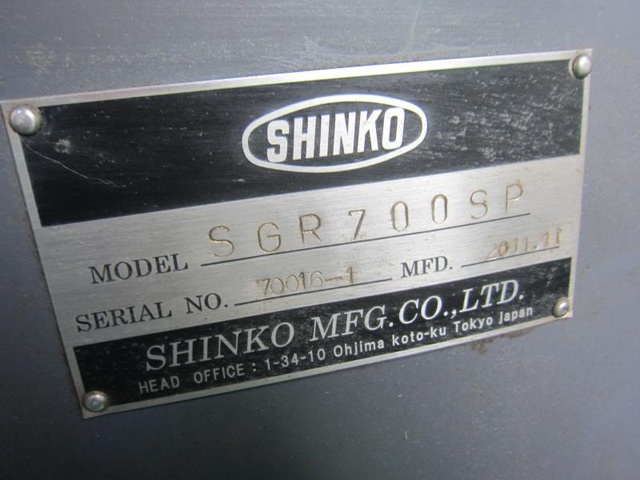 SHINKO
MODEL SGR700SP
SERIAL NO. 70016-1 MFD. 2011.11
SHINKO MFG.CO.,LTD.
HEAD OFFICE : 1-34-10 Ohjima koto-ku Tokyo Japan